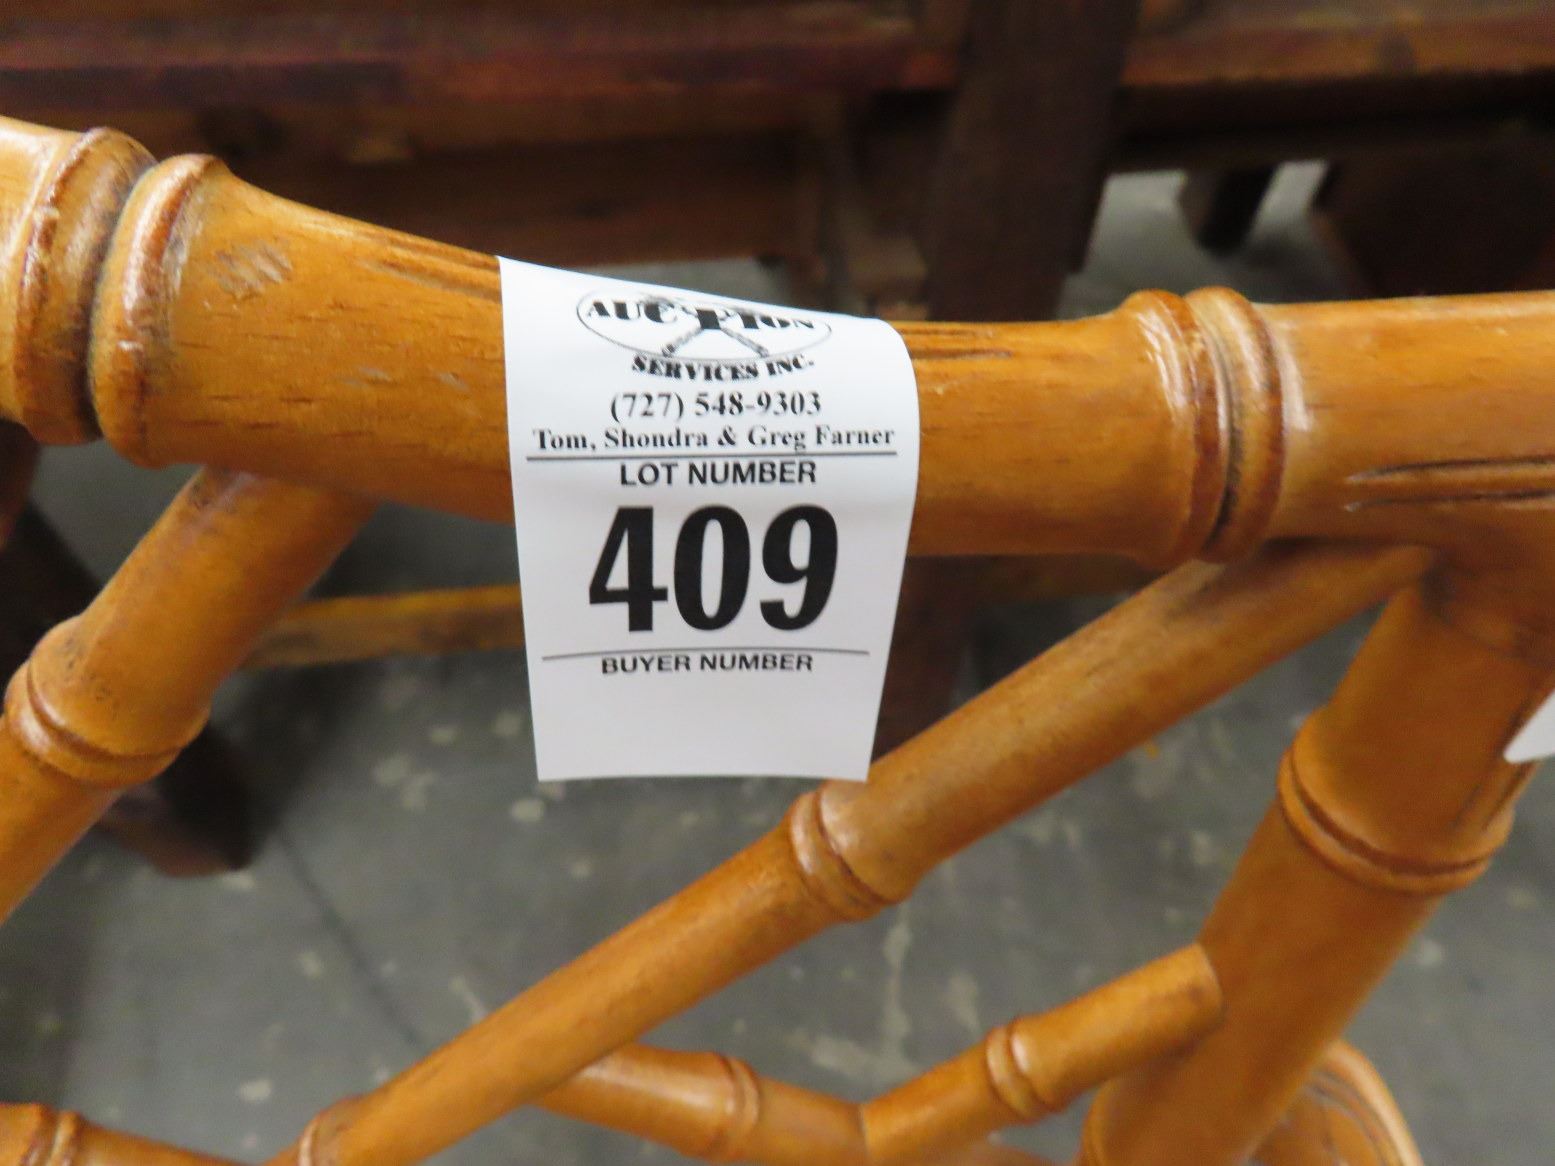 AUCTION
SERVICES INC.
(727) 548-9303
Tom, Shondra & Greg Farner
LOT NUMBER
409
BUYER NUMBER